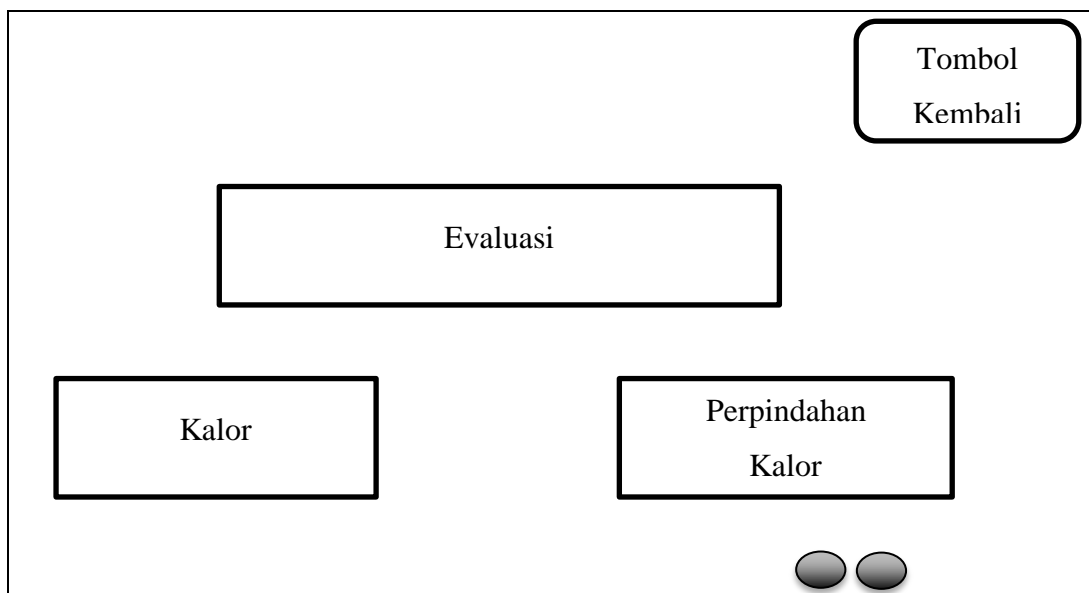 Tombol
Kembali
Evaluasi
Kalor
Perpindahan
Kalor